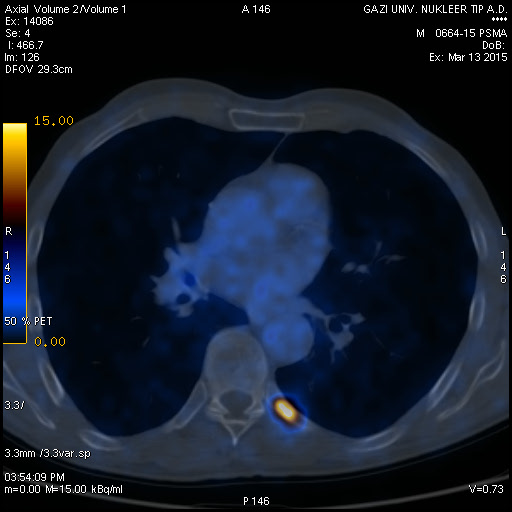 Axial Volume 2/Volume 1
Ex: 14086
Se: 4
I: 466.7
Im: 126
DFOV 29.3cm
A 146
GAZI UNIV. NUKLEER TIP A.D.
****
M 0664-15 PSMA
DoB:
Ex: Mar 13 2015
15.00
R
1
4
6
L
1
4
6
50 % PET
0.00
3.3/
3.3mm /3.3var.sp
03:54:09 PM
m=0.00 M=15.00 kBq/ml
P 146
V=0.73